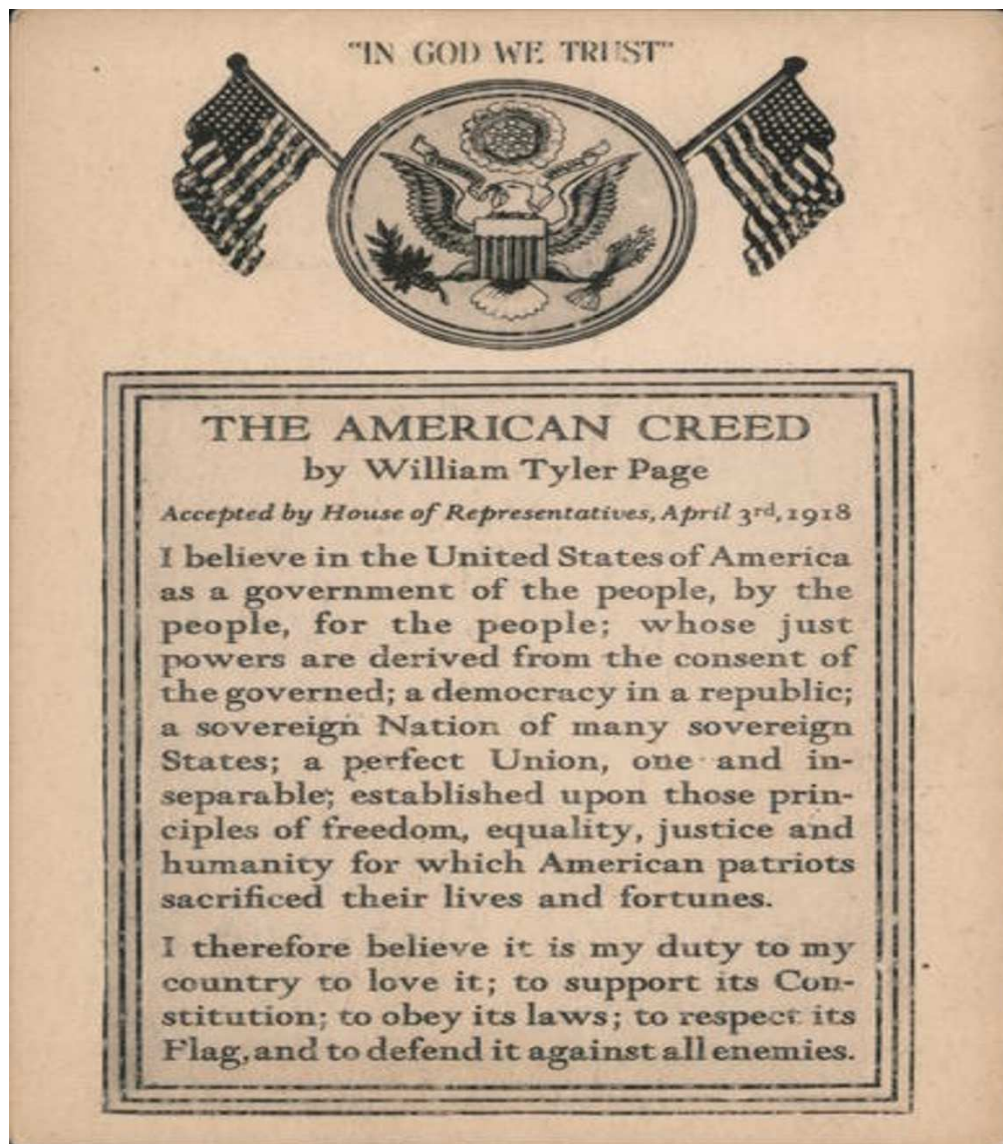 "IN GOD WE TRUST"
THE AMERICAN CREED
by William Tyler Page
Accepted by House of Representatives, April 3rd, 1918
I believe in the United States of America
as a government of the people, by the
people, for the people; whose just
powers are derived from the consent of
the governed; a democracy in a republic;
a sovereign Nation of many sovereign
States; a perfect Union, one and in-
separable; established upon those prin-
ciples of freedom, equality, justice and
humanity for which American patriots
sacrificed their lives and fortunes.
I therefore believe it is my duty to my
country to love it; to support its Con-
stitution; to obey its laws; to respect its
Flag, and to defend it against all enemies.